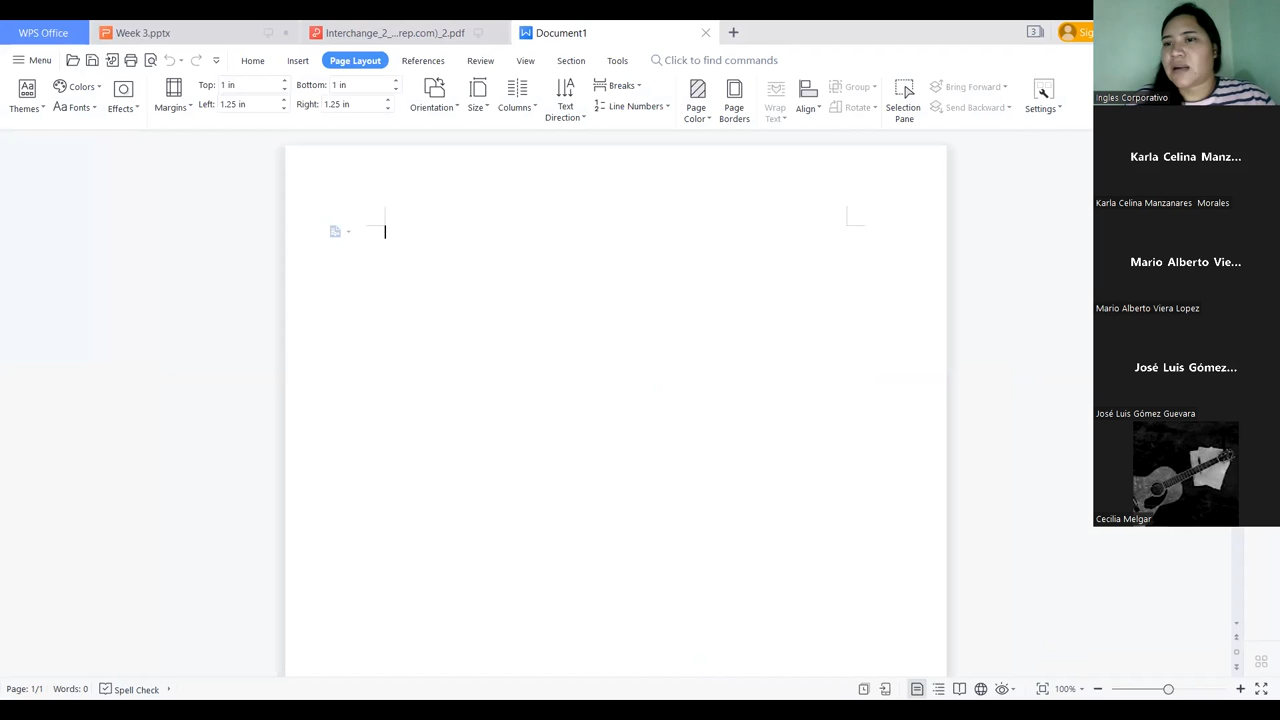 WPS Office
Week 3.pptx
Interchange_2_...rep.com)_2.pdf
Document1
3
Menu
Home
Insert
Page Layout
References
Review
View
Section
Tools
Click to find commands
Themes
Colors
Fonts
Effects
Margins
Top: 1 in
Bottom: 1 in
Left: 1.25 in
Right: 1.25 in
Orientation
Size
Columns
Text
Direction
Breaks
Line Numbers
Page
Color
Page
Borders
Wrap
Text
Align
Group
Rotate
Selection
Pane
Bring Forward
Send Backward
Settings
Ingles Corporativo
Karla Celina Manz...
Karla Celina Manzanares Morales
Mario Alberto Vie...
Mario Alberto Viera Lopez
José Luis Gómez...
José Luis Gómez Guevara
Cecilia Melgar
Page: 1/1
Words: 0
Spell Check
100%